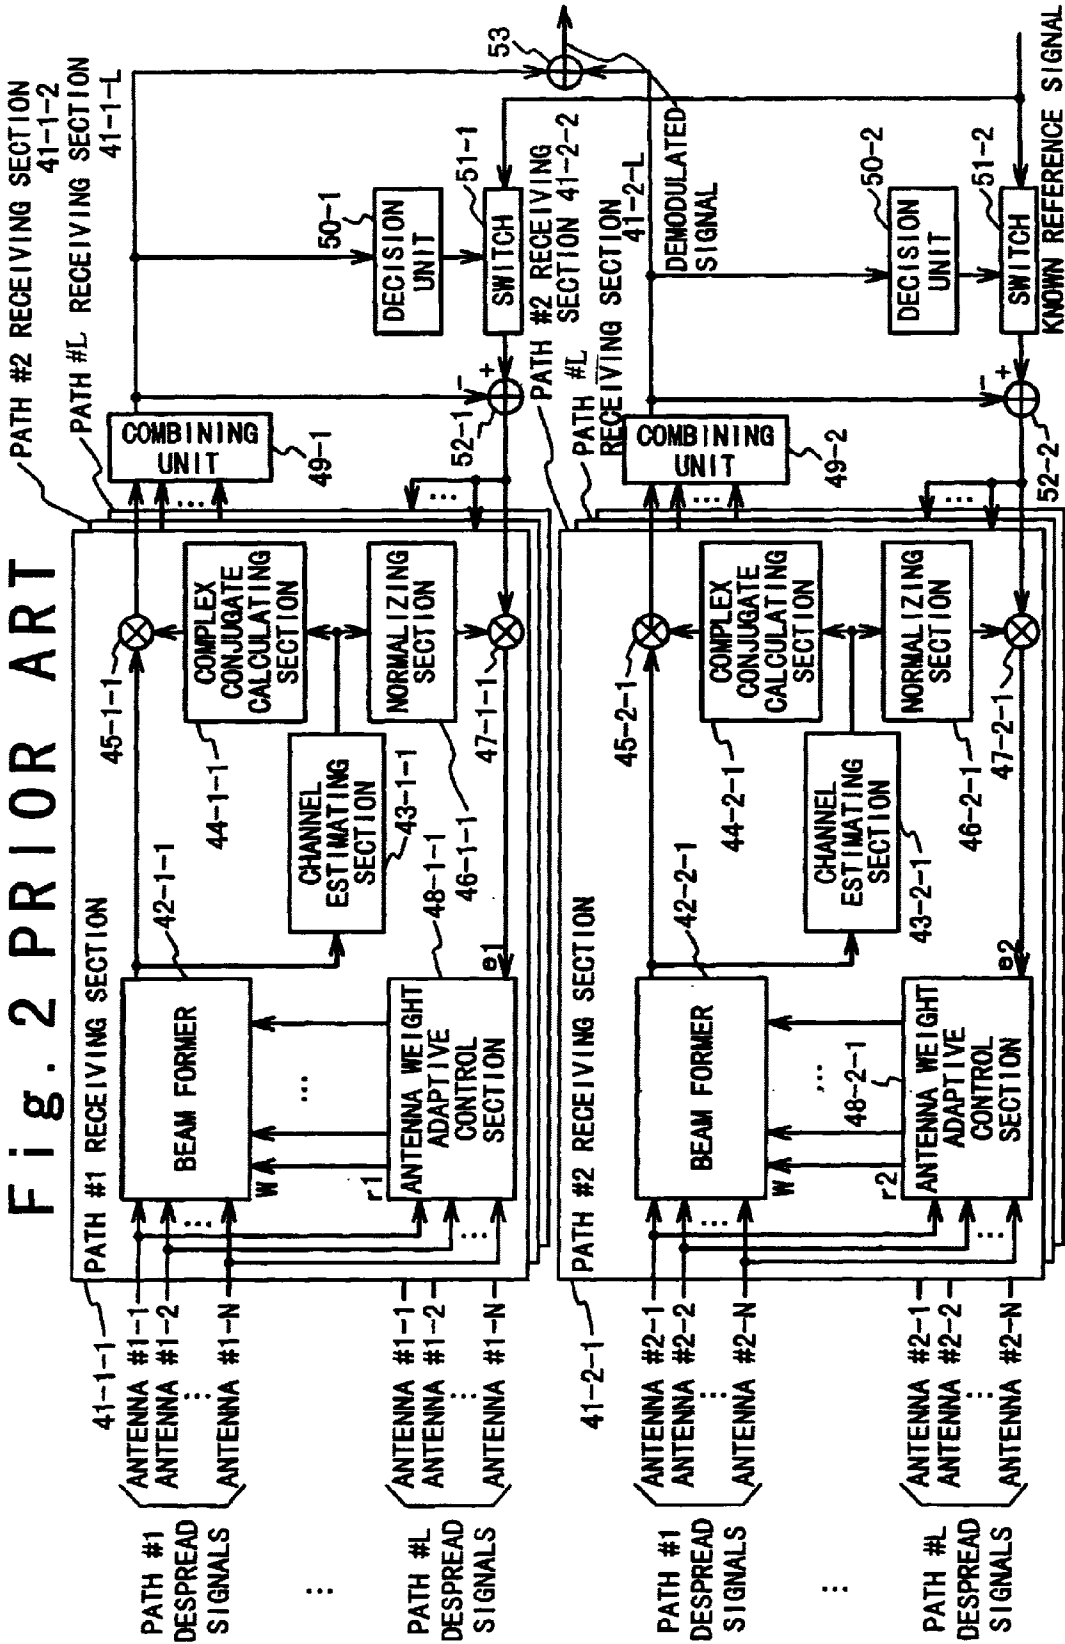 Fig. 2 PRIOR ART
PATH #2 RECEIVING SECTION
41-1-2
PATH #L RECEIVING SECTION
41-1-L
41-1-1
PATH #1 RECEIVING SECTION
PATH #1
DESPREAD
SIGNALS
ANTENNA #1-1
ANTENNA #1-2
...
ANTENNA #1-N
...
PATH #L
DESPREAD
SIGNALS
ANTENNA #1-1
ANTENNA #1-2
...
ANTENNA #1-N
...
BEAM FORMER
42-1-1
W
...
r1
ANTENNA WEIGHT
ADAPTIVE
CONTROL
SECTION
48-1-1
...
e1
CHANNEL
ESTIMATING
SECTION
43-1-1
45-1-1
COMPLEX
CONJUGATE
CALCULATING
SECTION
44-1-1
NORMALIZING
SECTION
46-1-1
47-1-1
COMBINING
UNIT
49-1
...
...
DECISION
UNIT
50-1
SWITCH
51-1
52-1
-
+
53
DEMODULATED
SIGNAL
PATH #2 RECEIVING
SECTION 41-2-2
PATH #L
RECEIVING SECTION
41-2-L
41-2-1
PATH #2 RECEIVING SECTION
PATH #1
DESPREAD
SIGNALS
ANTENNA #2-1
ANTENNA #2-2
...
ANTENNA #2-N
...
PATH #L
DESPREAD
SIGNALS
ANTENNA #2-1
ANTENNA #2-2
...
ANTENNA #2-N
...
BEAM FORMER
42-2-1
W
...
r2
ANTENNA WEIGHT
ADAPTIVE
CONTROL
SECTION
48-2-1
...
e2
CHANNEL
ESTIMATING
SECTION
43-2-1
45-2-1
COMPLEX
CONJUGATE
CALCULATING
SECTION
44-2-1
NORMALIZING
SECTION
46-2-1
47-2-1
COMBINING
UNIT
49-2
...
...
DECISION
UNIT
50-2
SWITCH
51-2
52-2
-
+
KNOWN REFERENCE SIGNAL